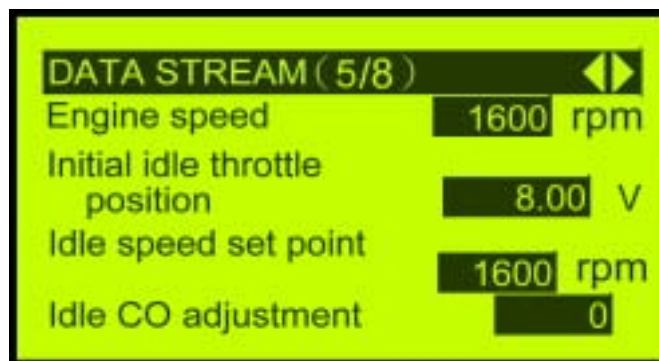 DATA STREAM(5/8)
Engine speed 1600 rpm
Initial idle throttle
position 8.00 V
Idle speed set point
1600 rpm
Idle CO adjustment 0